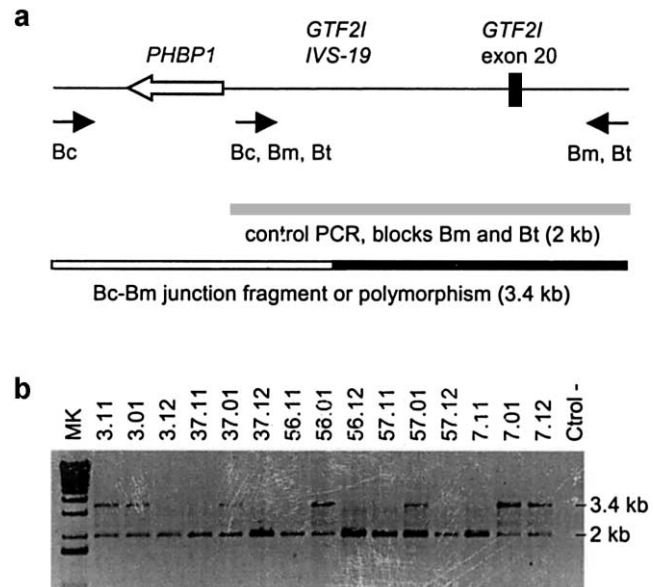 a
GTF2I GTF2I
PHBP1 IVS-19 exon 20
Bc Bc, Bm, Bt Bm, Bt
control PCR, blocks Bm and Bt (2 kb)
Bc-Bm junction fragment or polymorphism (3.4 kb)
b
MK 3.11 3.01 3.12 37.11 37.01 37.12 56.11 56.01 56.12 57.11 57.01 57.12 7.11 7.01 7.12 Ctrol -
3.4 kb
2 kb